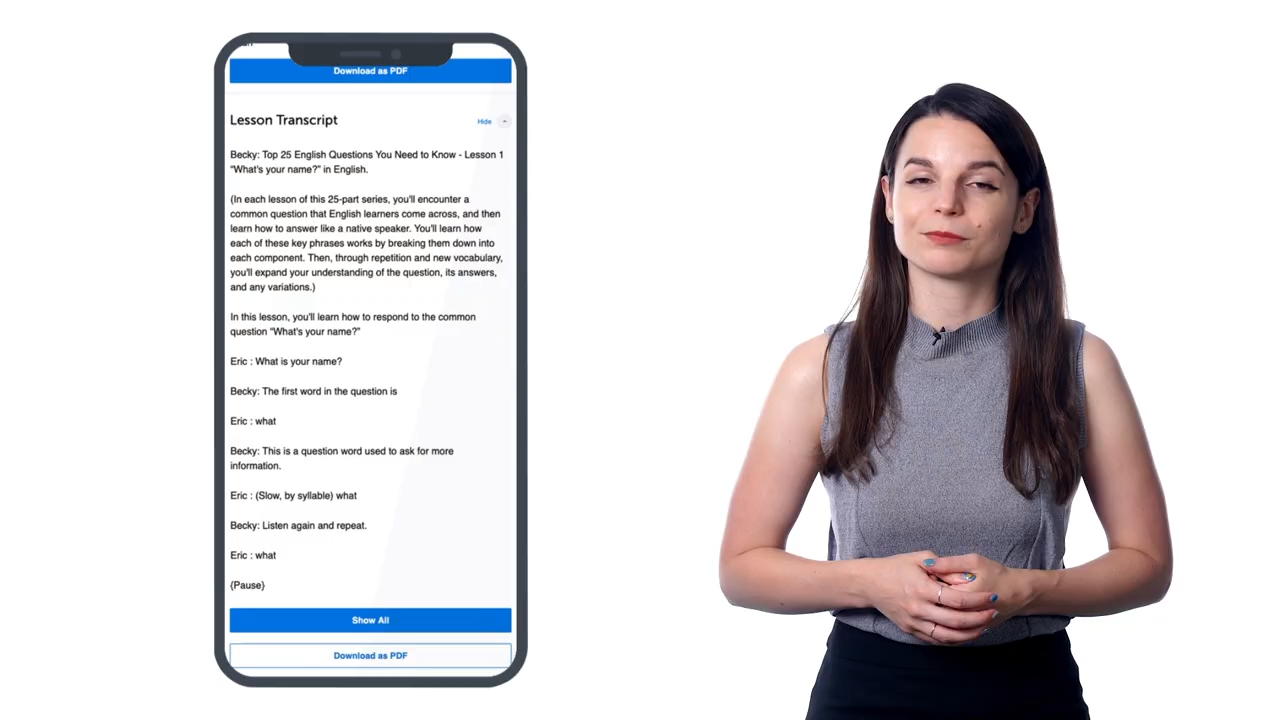 Download as PDF
Lesson Transcript
Hide
Becky: Top 25 English Questions You Need to Know - Lesson 1
“What's your name?” in English.
(In each lesson of this 25-part series, you'll encounter a
common question that English learners come across, and then
learn how to answer like a native speaker. You'll learn how
each of these key phrases works by breaking them down into
each component. Then, through repetition and new vocabulary,
you'll expand your understanding of the question, its answers,
and any variations.)
In this lesson, you'll learn how to respond to the common
question “What's your name?”
Eric : What is your name?
Becky: The first word in the question is
Eric : what
Becky: This is a question word used to ask for more
information.
Eric : (Slow, by syllable) what
Becky: Listen again and repeat.
Eric : what
{Pause}
Show All
Download as PDF